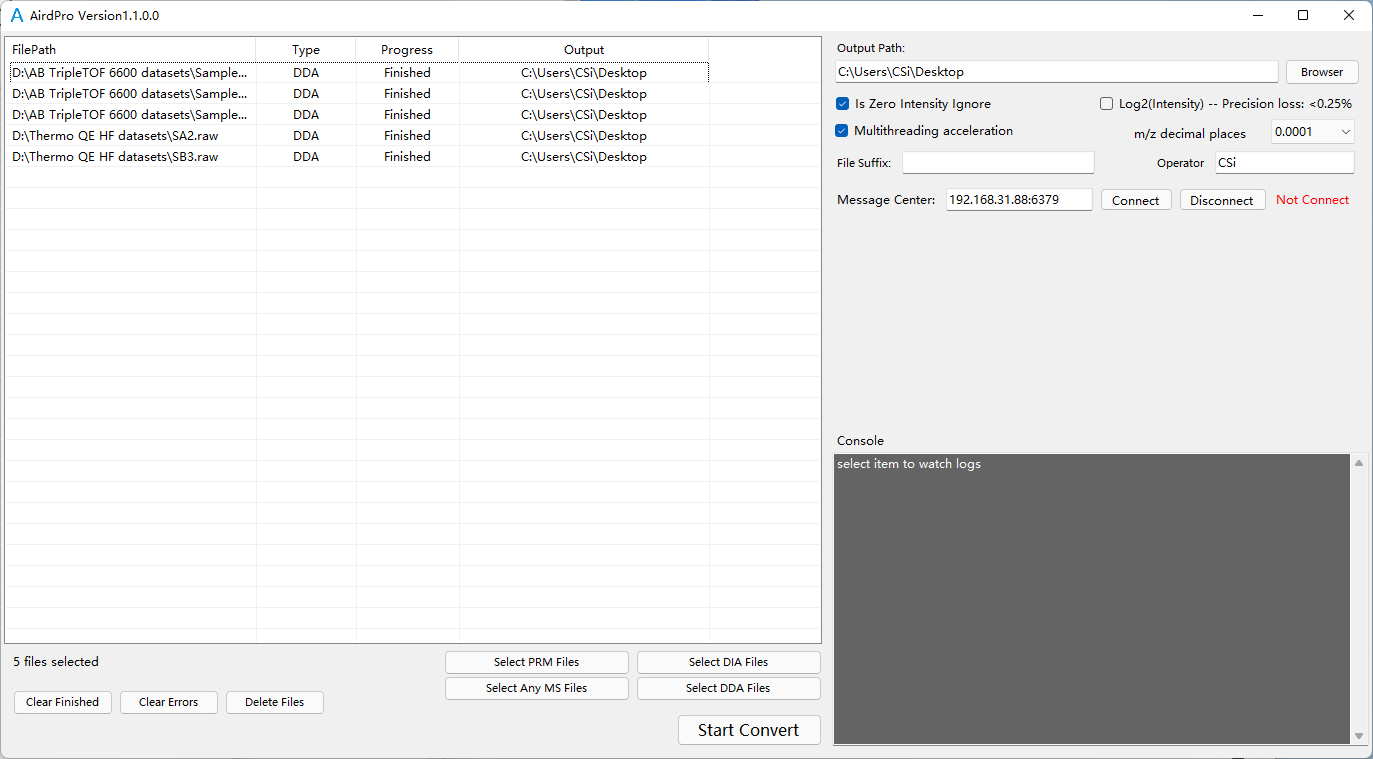 AirdPro Version1.1.0.0
FilePath Type Progress Output
D:\AB TripleTOF 6600 datasets\Sample... DDA Finished C:\Users\CSi\Desktop
D:\AB TripleTOF 6600 datasets\Sample... DDA Finished C:\Users\CSi\Desktop
D:\AB TripleTOF 6600 datasets\Sample... DDA Finished C:\Users\CSi\Desktop
D:\Thermo QE HF datasets\SA2.raw DDA Finished C:\Users\CSi\Desktop
D:\Thermo QE HF datasets\SB3.raw DDA Finished C:\Users\CSi\Desktop
5 files selected
Select PRM Files Select DIA Files
Select Any MS Files Select DDA Files
Clear Finished Clear Errors Delete Files
Start Convert
Output Path:
C:\Users\CSi\Desktop Browser
Is Zero Intensity Ignore Log2(Intensity) -- Precision loss: <0.25%
Multithreading acceleration m/z decimal places 0.0001
File Suffix: Operator CSi
Message Center: 192.168.31.88:6379 Connect Disconnect Not Connect
Console
select item to watch logs